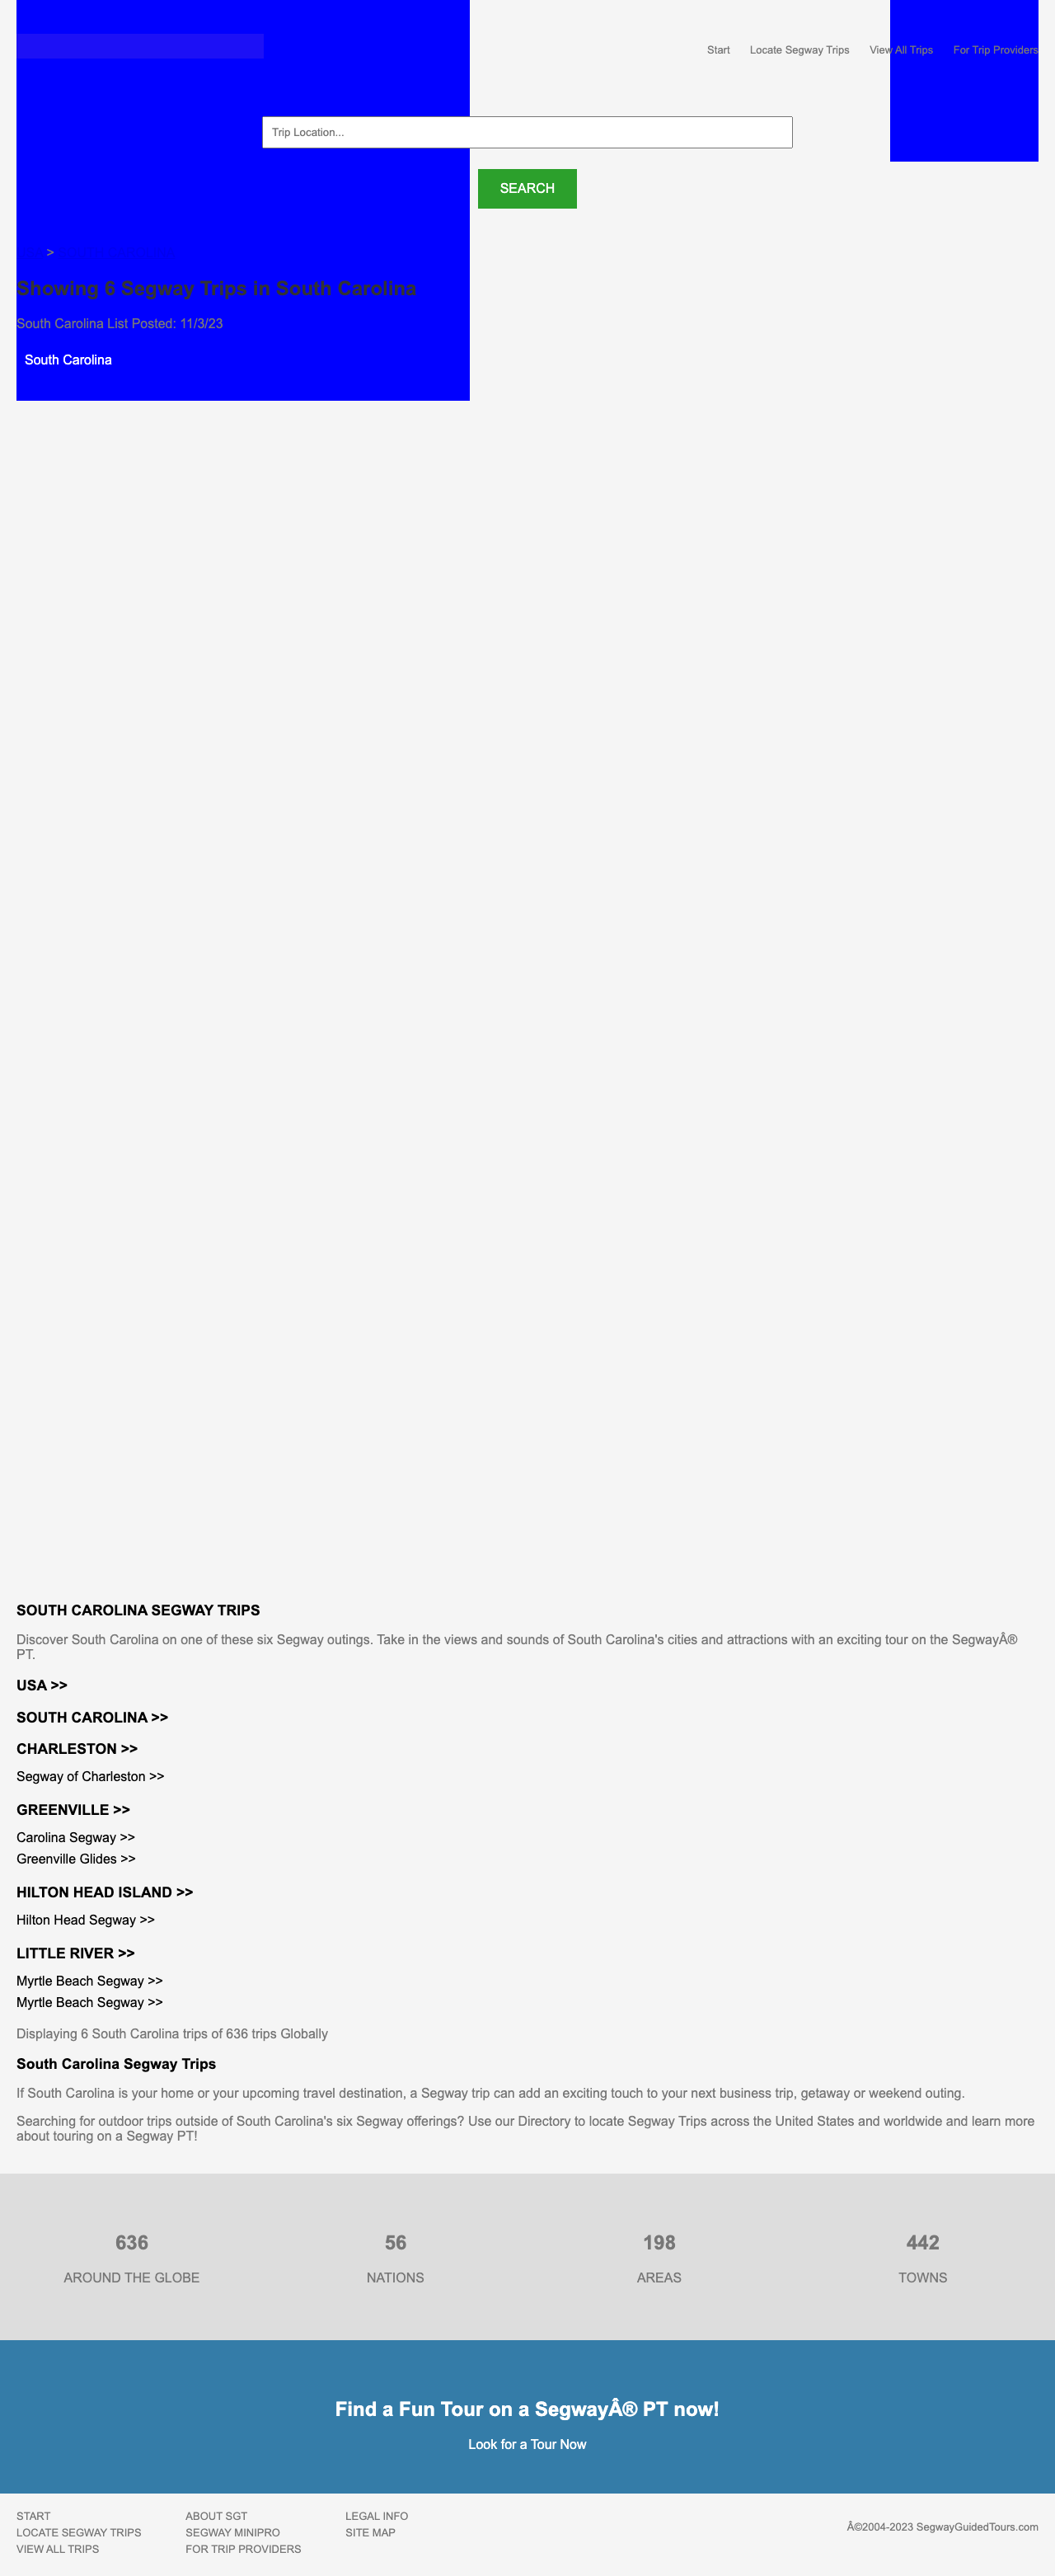 Start
Locate Segway Trips
View All Trips
For Trip Providers
Trip Location...
SEARCH
>
Showing 6 Segway Trips in South Carolina
South Carolina List Posted: 11/3/23
South Carolina
SOUTH CAROLINA SEGWAY TRIPS
Discover South Carolina on one of these six Segway outings. Take in the views and sounds of South Carolina's cities and attractions with an exciting tour on the SegwayÂ®
PT.
USA >>
SOUTH CAROLINA >>
CHARLESTON >>
Segway of Charleston >>
GREENVILLE >>
Carolina Segway >>
Greenville Glides >>
HILTON HEAD ISLAND >>
Hilton Head Segway >>
LITTLE RIVER >>
Myrtle Beach Segway >>
Myrtle Beach Segway >>
Displaying 6 South Carolina trips of 636 trips Globally
South Carolina Segway Trips
If South Carolina is your home or your upcoming travel destination, a Segway trip can add an exciting touch to your next business trip, getaway or weekend outing.
Searching for outdoor trips outside of South Carolina's six Segway offerings? Use our Directory to locate Segway Trips across the United States and worldwide and learn more
about touring on a Segway PT!
636
AROUND THE GLOBE
56
NATIONS
198
AREAS
442
TOWNS
Find a Fun Tour on a SegwayÂ® PT now!
Look for a Tour Now
START
LOCATE SEGWAY TRIPS
VIEW ALL TRIPS
ABOUT SGT
SEGWAY MINIPRO
FOR TRIP PROVIDERS
LEGAL INFO
SITE MAP
Â©2004-2023 SegwayGuidedTours.com